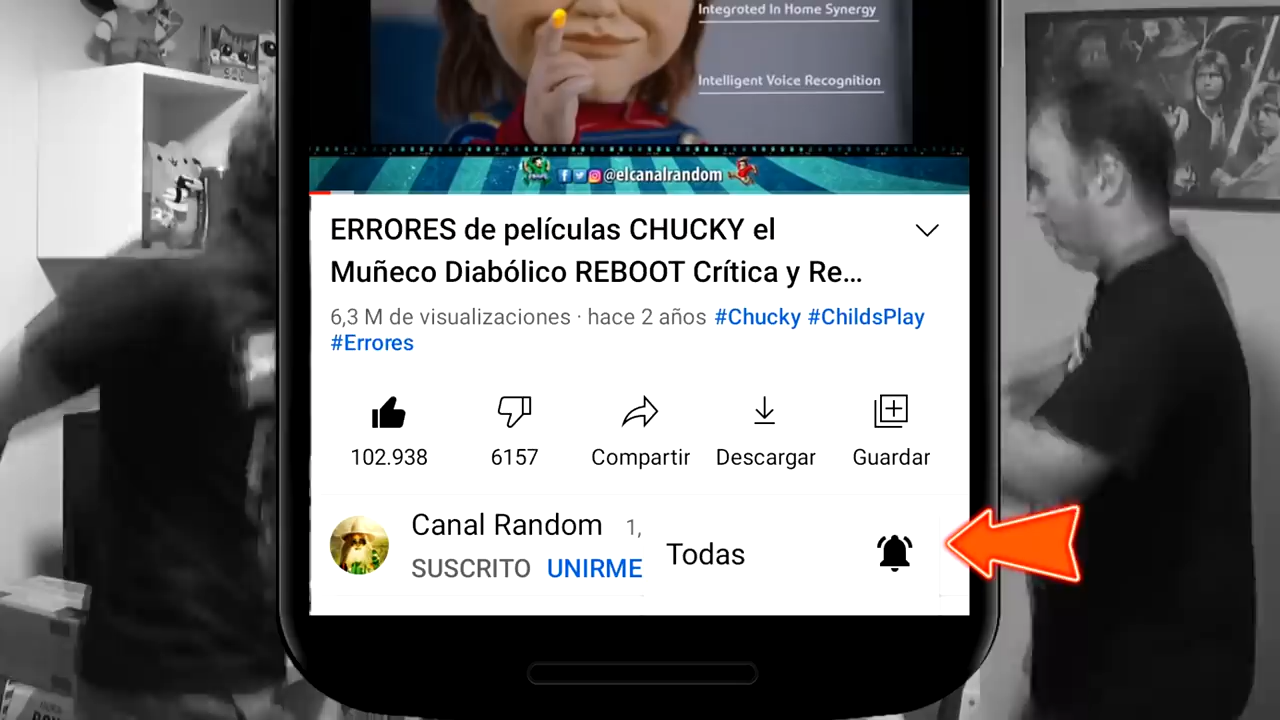 Integrated In Home Synergy
Intelligent Voice Recognition
@elcanalrandom
ERRORES de películas CHUCKY el
Muñeco Diabólico REBOOT Crítica y Re...
6,3 M de visualizaciones · hace 2 años #Chucky #ChildsPlay
#Errores
102.938
6157
Compartir
Descargar
Guardar
Canal Random 1,
SUSCRITO UNIRME
Todas